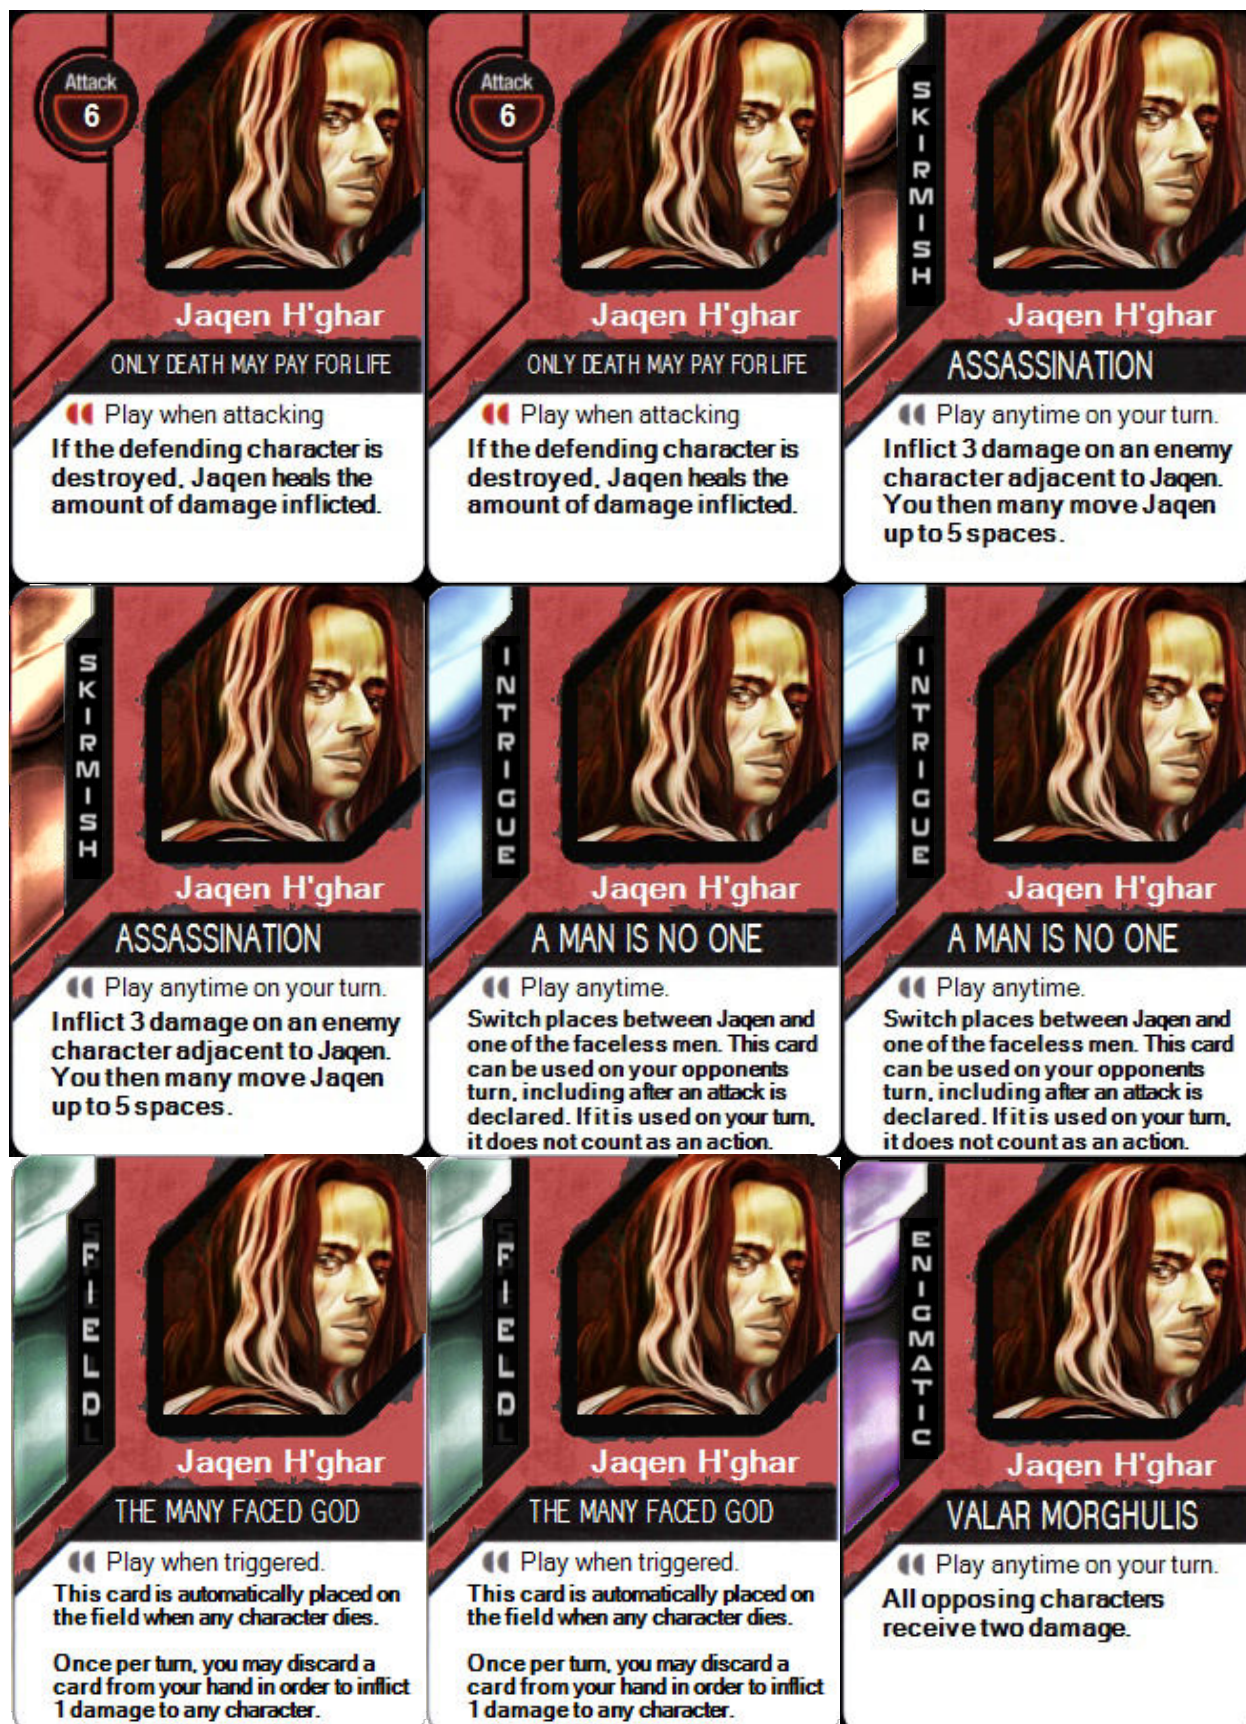 Attack
6
Jaqen H'ghar
ONLY DEATH MAY PAY FOR LIFE
Play when attacking
If the defending character is
destroyed, Jaqen heals the
amount of damage inflicted.
Attack
6
Jaqen H'ghar
ONLY DEATH MAY PAY FOR LIFE
Play when attacking
If the defending character is
destroyed, Jaqen heals the
amount of damage inflicted.
SKIRMISH
Jaqen H'ghar
ASSASSINATION
Play anytime on your turn.
Inflict 3 damage on an enemy
character adjacent to Jaqen.
You then many move Jaqen
up to 5 spaces.
SKIRMISH
Jaqen H'ghar
ASSASSINATION
Play anytime on your turn.
Inflict 3 damage on an enemy
character adjacent to Jaqen.
You then many move Jaqen
up to 5 spaces.
INTRIGUE
Jaqen H'ghar
A MAN IS NO ONE
Play anytime.
Switch places between Jaqen and
one of the faceless men. This card
can be used on your opponents
turn, including after an attack is
declared. If it is used on your turn,
it does not count as an action.
INTRIGUE
Jaqen H'ghar
A MAN IS NO ONE
Play anytime.
Switch places between Jaqen and
one of the faceless men. This card
can be used on your opponents
turn, including after an attack is
declared. If it is used on your turn,
it does not count as an action.
FIELD
Jaqen H'ghar
THE MANY FACED GOD
Play when triggered.
This card is automatically placed on
the field when any character dies.
Once per turn, you may discard a
card from your hand in order to inflict
1 damage to any character.
FIELD
Jaqen H'ghar
THE MANY FACED GOD
Play when triggered.
This card is automatically placed on
the field when any character dies.
Once per turn, you may discard a
card from your hand in order to inflict
1 damage to any character.
ENIGMATIC
Jaqen H'ghar
VALAR MORGHULIS
Play anytime on your turn.
All opposing characters
receive two damage.